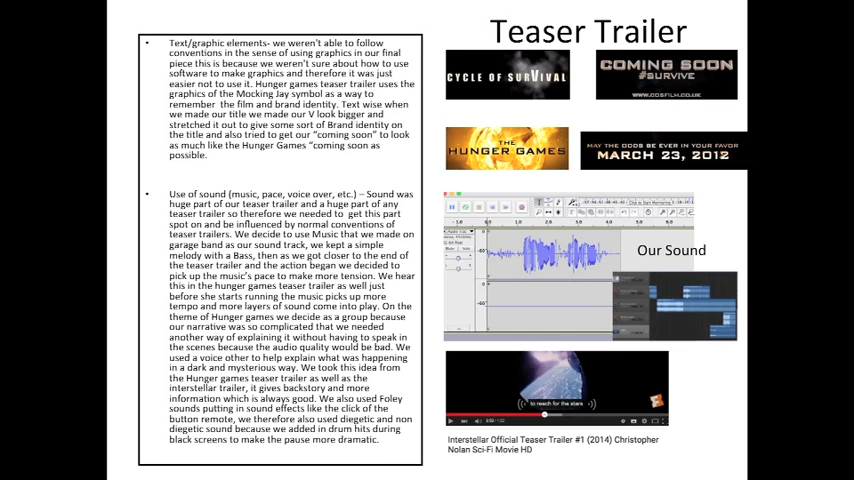 Teaser Trailer
• Text/graphic elements- we weren't able to follow
conventions in the sense of using graphics in our final
piece this is because we weren't sure about how to use
software to make graphics and therefore it was just
easier not to use it. Hunger games teaser trailer uses the
graphics of the Mocking Jay symbol as a way to
remember the film and brand identity. Text wise when
we made our title we made our V look bigger and
stretched it out to give some sort of Brand identity on
the title and also tried to get our "coming soon" to look
as much like the Hunger Games "coming soon as
possible.
• Use of sound (music, pace, voice over, etc.) – Sound was
huge part of our teaser trailer and a huge part of any
teaser trailer so therefore we needed to get this part
spot on and be influenced by normal conventions of
teaser trailers. We decide to use Music that we made on
garage band as our sound track, we kept a simple
melody with a Bass, then as we got closer to the end of
the teaser trailer and the action began we decided to
pick up the music's pace to make more tension. We hear
this in the hunger games teaser trailer as well just
before she starts running the music picks up more
tempo and more layers of sound come into play. On the
theme of Hunger games we decide as a group because
our narrative was so complicated that we needed
another way of explaining it without having to speak in
the scenes because the audio quality would be bad. We
used a voice other to help explain what was happening
in a dark and mysterious way. We took this idea from
the Hunger games teaser trailer as well as the
interstellar trailer, it gives backstory and more
information which is always good. We also used Foley
sounds putting in sound effects like the click of the
button remote, we therefore also used diegetic and non
diegetic sound because we added in drum hits during
black screens to make the pause more dramatic.
CYCLE OF SURVIVAL
COMING SOON
#SURVIVE
WWW.COSFILM.CO.UK
THE
HUNGER GAMES
MAY THE ODDS BE EVER IN YOUR FAVOR
MARCH 23, 2012
Click to Start Monitoring
-1.0 1.0 2.0 3.0 4.0 5.0
Our Sound
to reach for the stars
Interstellar Official Teaser Trailer #1 (2014) Christopher
Nolan Sci-Fi Movie HD